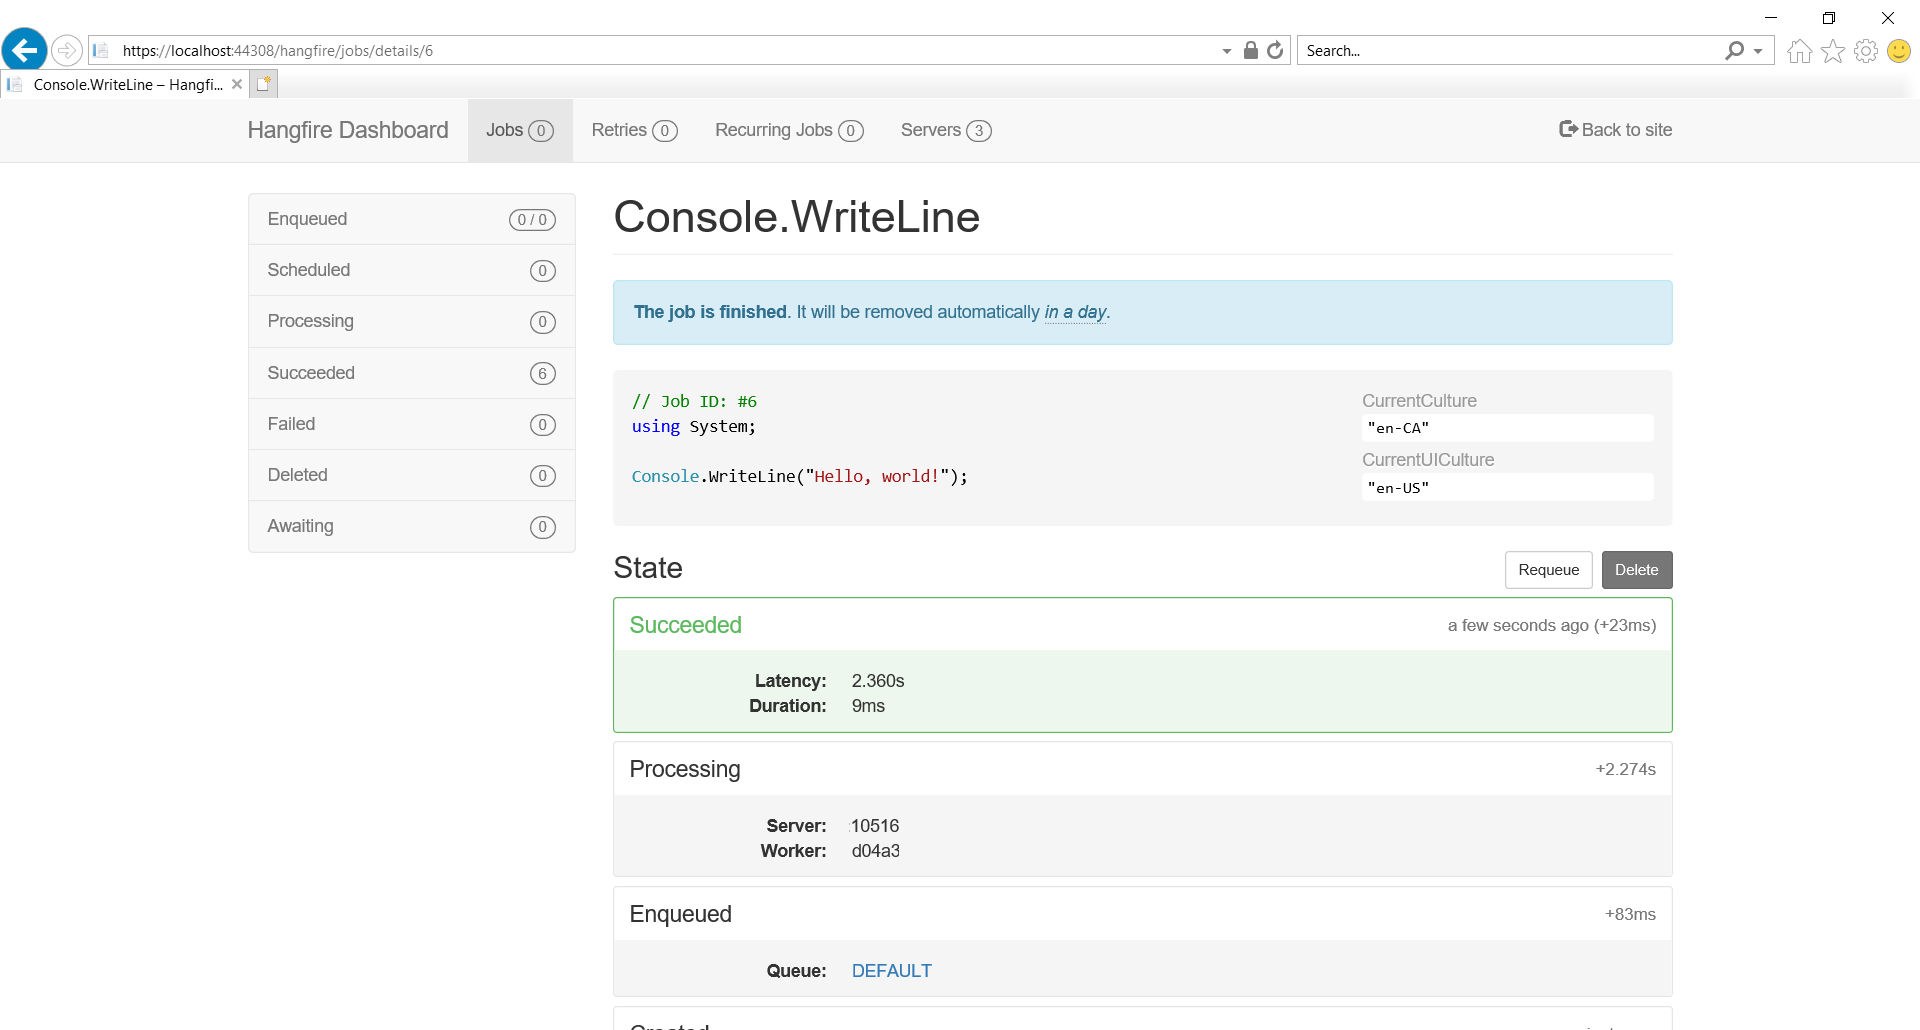 https://localhost:44308/hangfire/jobs/details/6
Search...
Console.WriteLine – Hangfi...
Hangfire Dashboard
Jobs 0
Retries 0
Recurring Jobs 0
Servers 3
Back to site
Enqueued 0 / 0
Scheduled 0
Processing 0
Succeeded 6
Failed 0
Deleted 0
Awaiting 0
Console.WriteLine
The job is finished. It will be removed automatically in a day.
// Job ID: #6
using System;
Console.WriteLine("Hello, world!");
CurrentCulture
"en-CA"
CurrentUICulture
"en-US"
State
Requeue
Delete
Succeeded a few seconds ago (+23ms)
Latency: 2.360s
Duration: 9ms
Processing +2.274s
Server: :10516
Worker: d04a3
Enqueued +83ms
Queue: DEFAULT
Created